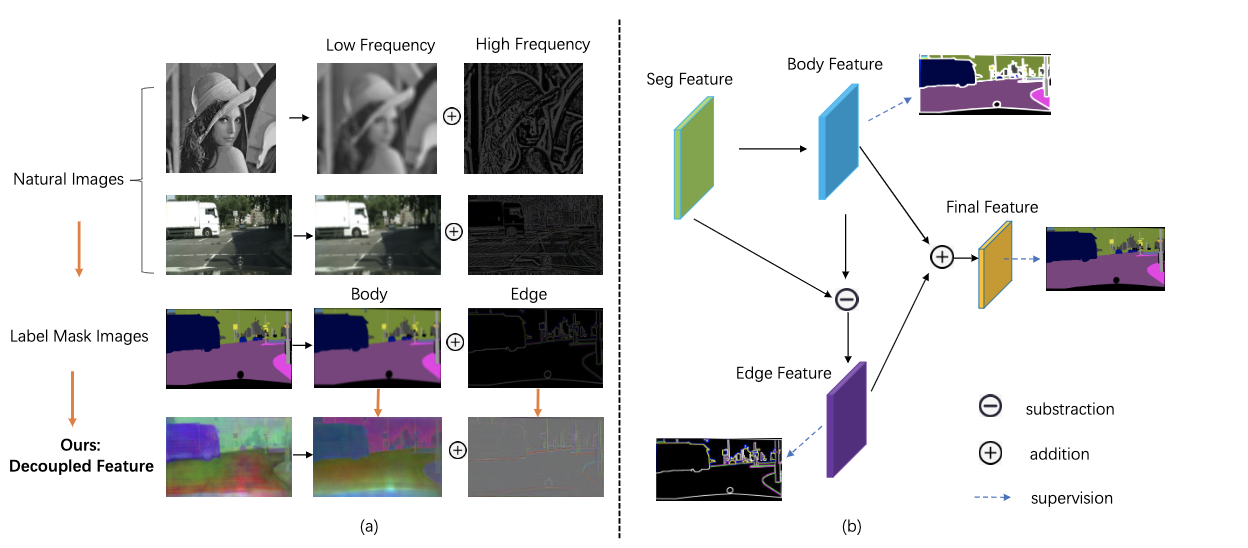 Low Frequency
High Frequency
Natural Images
Body
Edge
Label Mask Images
Ours:
Decoupled Feature
(a)
Seg Feature
Body Feature
Final Feature
Edge Feature
substraction
addition
supervision
(b)